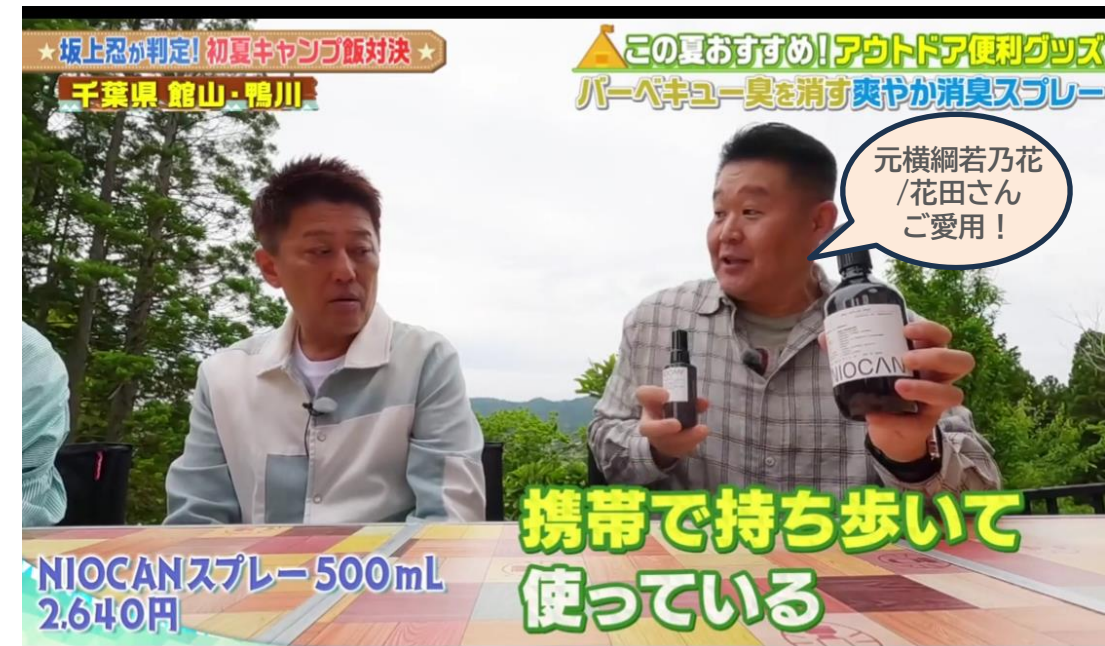 ★坂上忍が判定!初夏キャンプ飯対決★
千葉県 館山・鴨川
この夏おすすめ!アウトドア便利グッズ
バーベキュー臭を消す爽やか消臭スプレー
元横綱若乃花
/花田さん
ご愛用!
NIOCAN
携帯で持ち歩いて
使っている
NIOCANスプレー500mL
2,640円